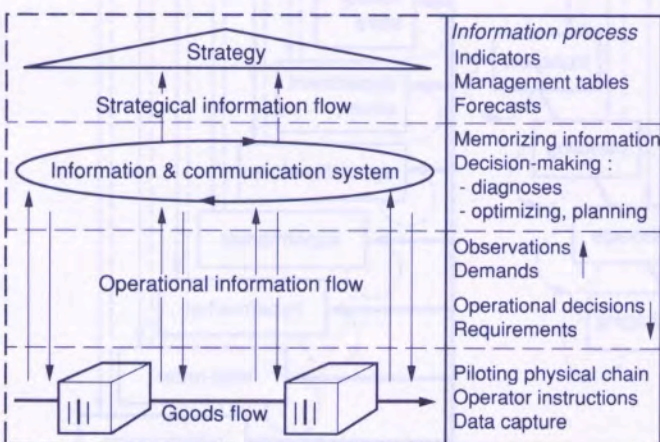 Strategy
Strategical information flow
Information & communication system
Operational information flow
Goods flow
Information process
Indicators
Management tables
Forecasts
Memorizing information
Decision-making :
- diagnoses
- optimizing, planning
Observations
Demands
Operational decisions
Requirements
Piloting physical chain
Operator instructions
Data capture